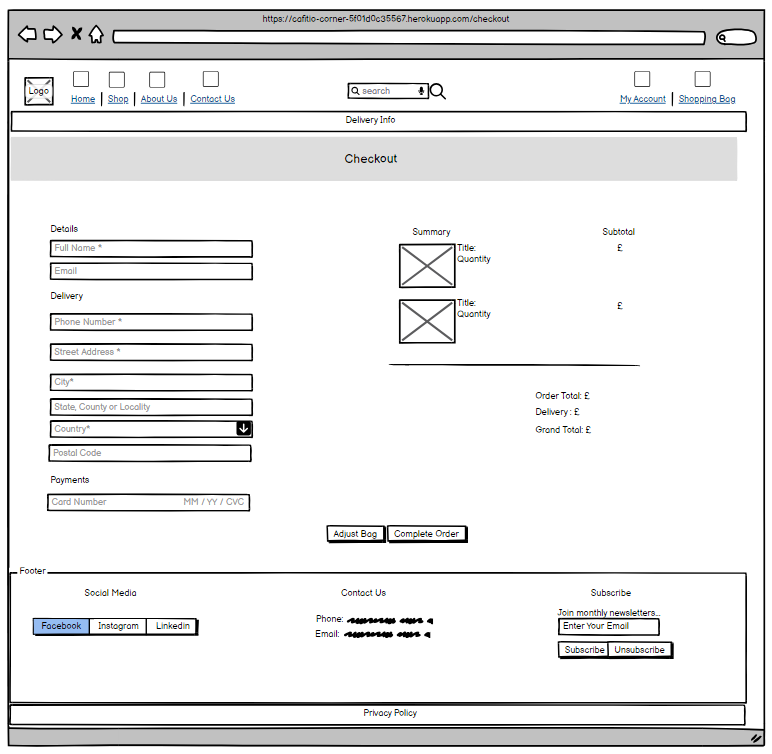 https://cafitio-corner-5f01d0c35567.herokuapp.com/checkout
Logo
Home Shop About Us Contact Us
search
My Account Shopping Bag
Delivery Info
Checkout
Details
Full Name *
Email
Delivery
Phone Number *
Street Address *
City*
State, County or Locality
Country*
Postal Code
Payments
Card Number MM / YY / CVC
Summary Subtotal
Title: £
Quantity
Title: £
Quantity
Order Total: £
Delivery : £
Grand Total: £
Adjust Bag Complete Order
Footer
Social Media
Facebook Instagram Linkedin
Contact Us
Phone:
Email:
Subscribe
Join monthly newsletters...
Enter Your Email
Subscribe Unsubscribe
Privacy Policy